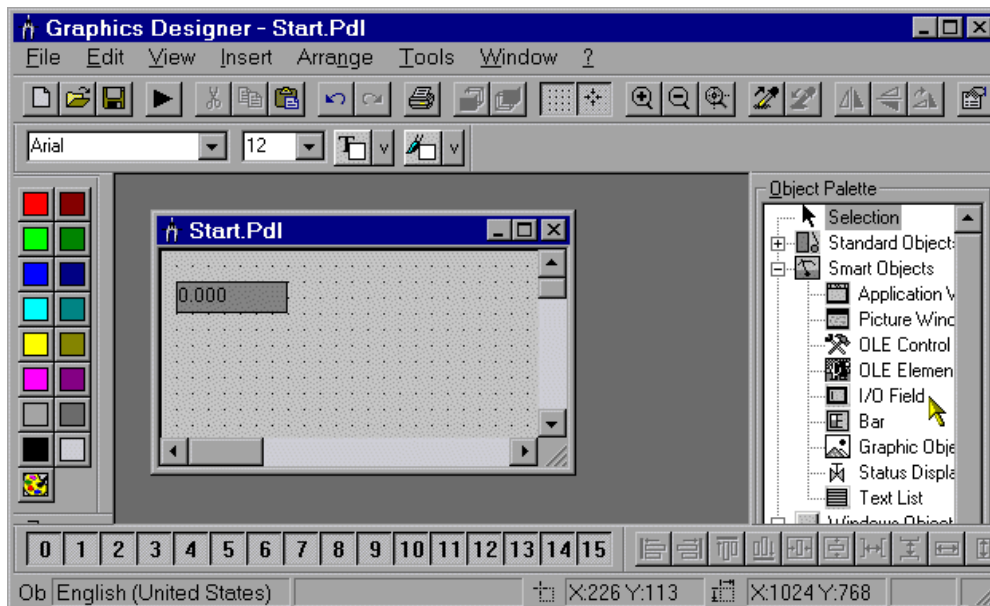 Graphics Designer - Start.Pdl
File Edit View Insert Arrange Tools Window ?
Arial 12 T v v
Object Palette
Selection
Standard Object
Smart Objects
Application
Picture Winc
OLE Control
OLE Elemen
I/O Field
Bar
Graphic Obje
Status Displa
Text List
Windows Object
Start.Pdl
0.000
0 1 2 3 4 5 6 7 8 9 10 11 12 13 14 15
Ob English (United States) X:226 Y:113 X:1024 Y:768